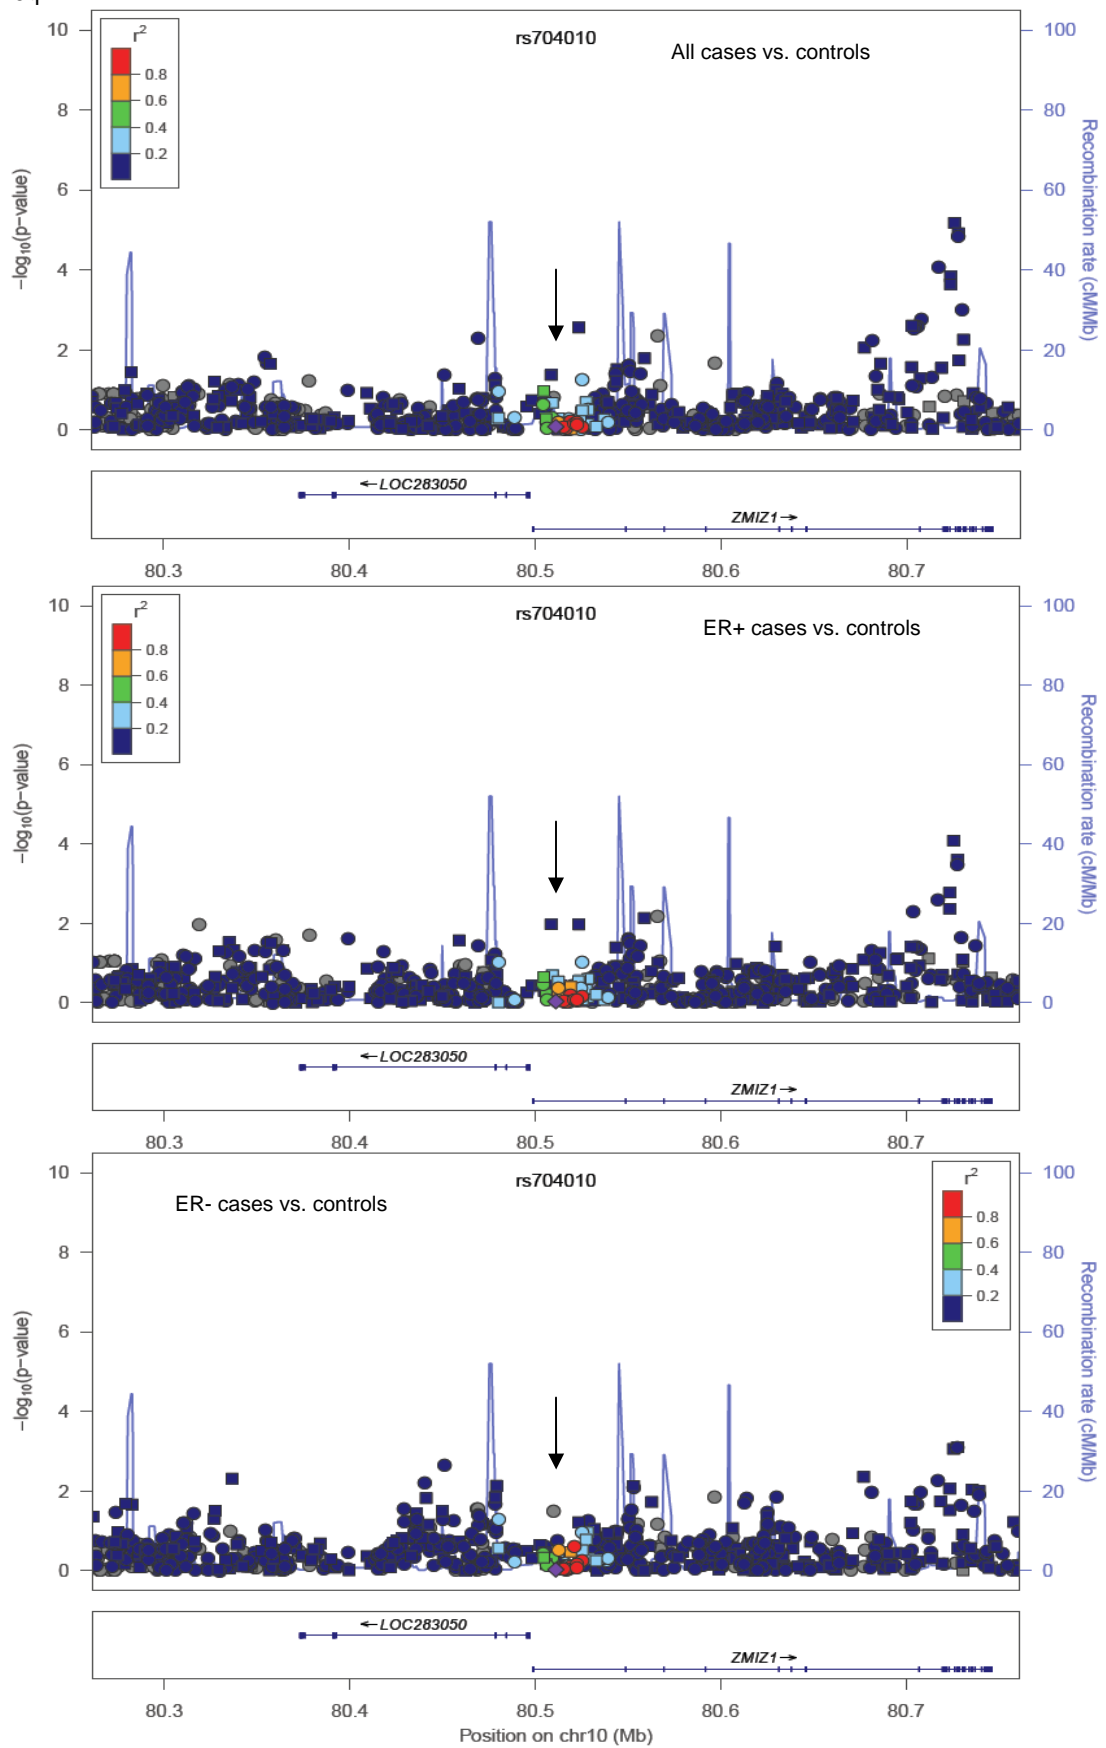 rs704010
All cases vs. controls
r²
0.8
0.6
0.4
0.2
10
8
6
4
2
0
−log₁₀(p−value)
100
80
60
40
20
0
Recombination rate (cM/Mb)
←LOC283050
ZMIZ1→
80.3 80.4 80.5 80.6 80.7
rs704010
ER+ cases vs. controls
r²
0.8
0.6
0.4
0.2
10
8
6
4
2
0
−log₁₀(p−value)
100
80
60
40
20
0
Recombination rate (cM/Mb)
←LOC283050
ZMIZ1→
80.3 80.4 80.5 80.6 80.7
rs704010
ER- cases vs. controls
r²
0.8
0.6
0.4
0.2
10
8
6
4
2
0
−log₁₀(p−value)
100
80
60
40
20
0
Recombination rate (cM/Mb)
←LOC283050
ZMIZ1→
80.3 80.4 80.5 80.6 80.7
Position on chr10 (Mb)